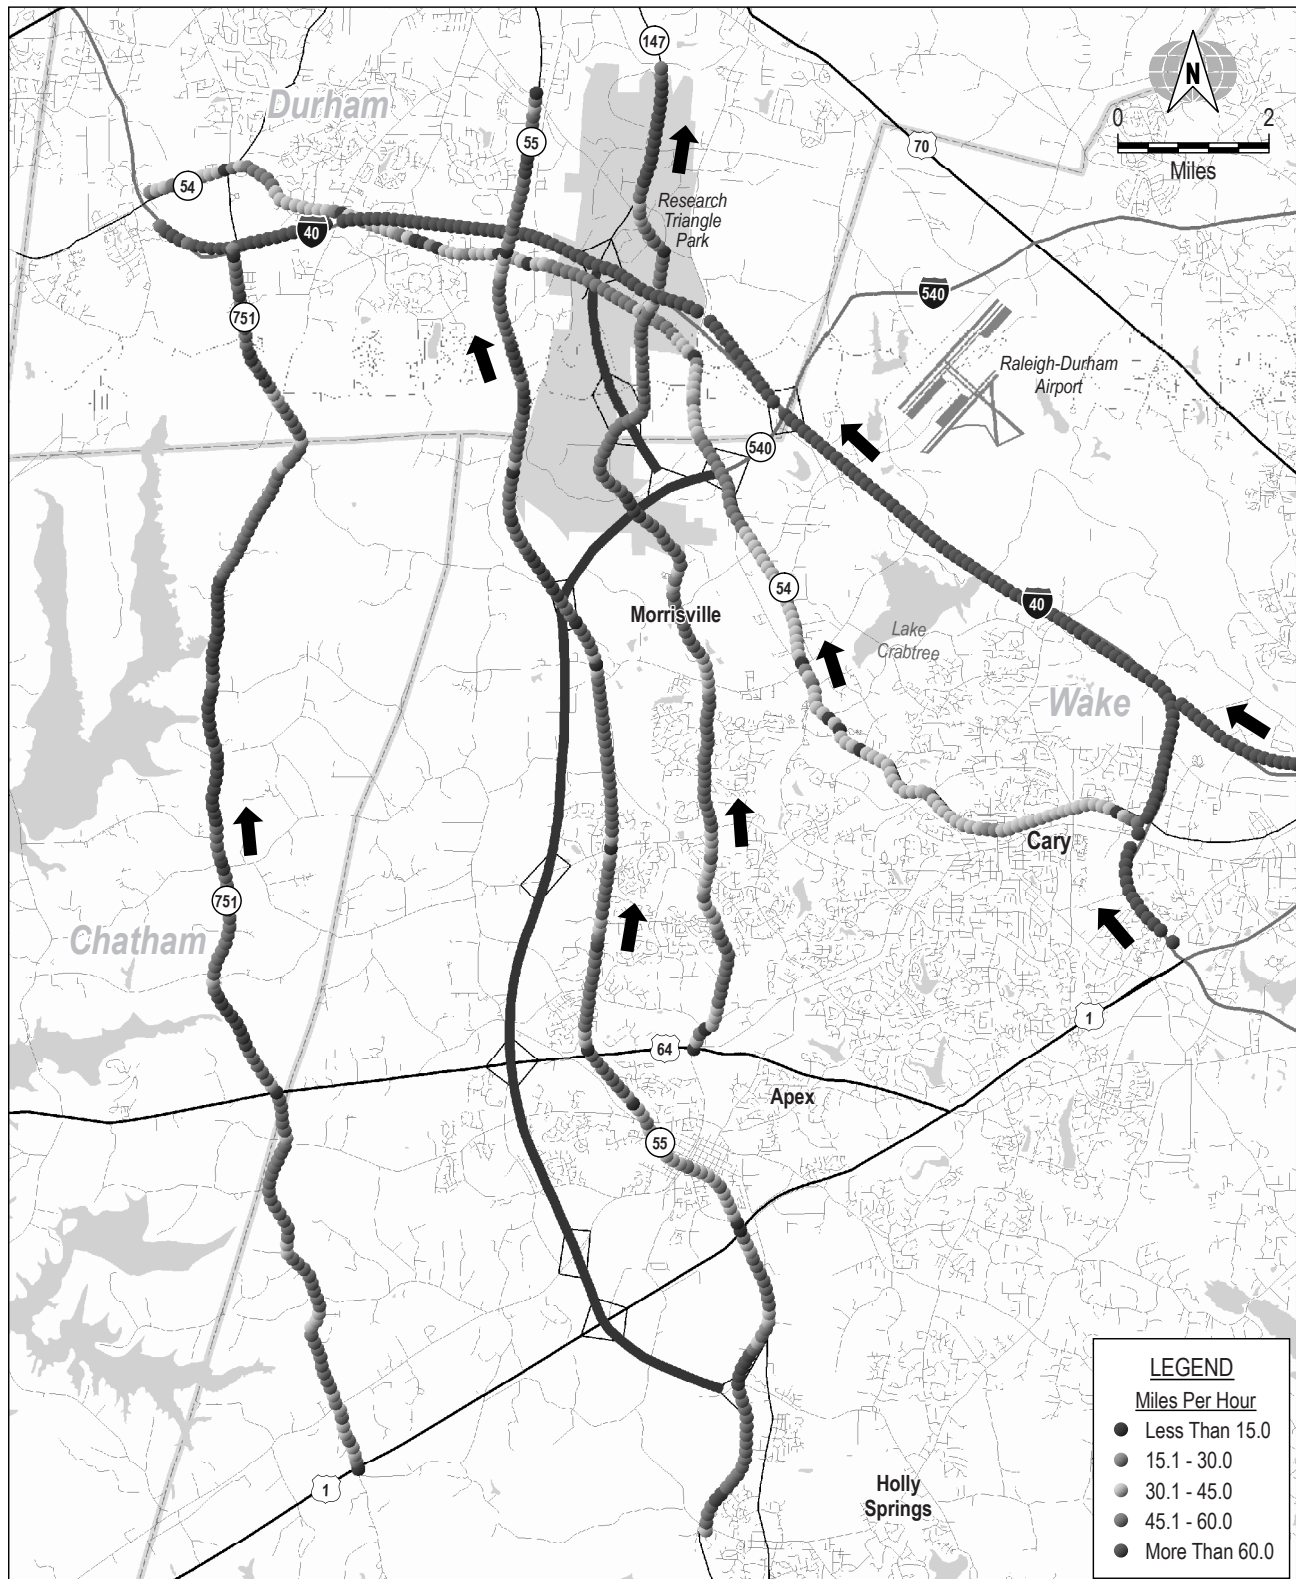 147
N
0 2
Miles
Durham
55
70
54
Research
Triangle
Park
40
540
751
Raleigh-Durham
Airport
540
54
Morrisville
40
Lake
Crabtree
Wake
Cary
751
Chatham
1
64
Apex
55
Holly
Springs
1
LEGEND
Miles Per Hour
Less Than 15.0
15.1 - 30.0
30.1 - 45.0
45.1 - 60.0
More Than 60.0